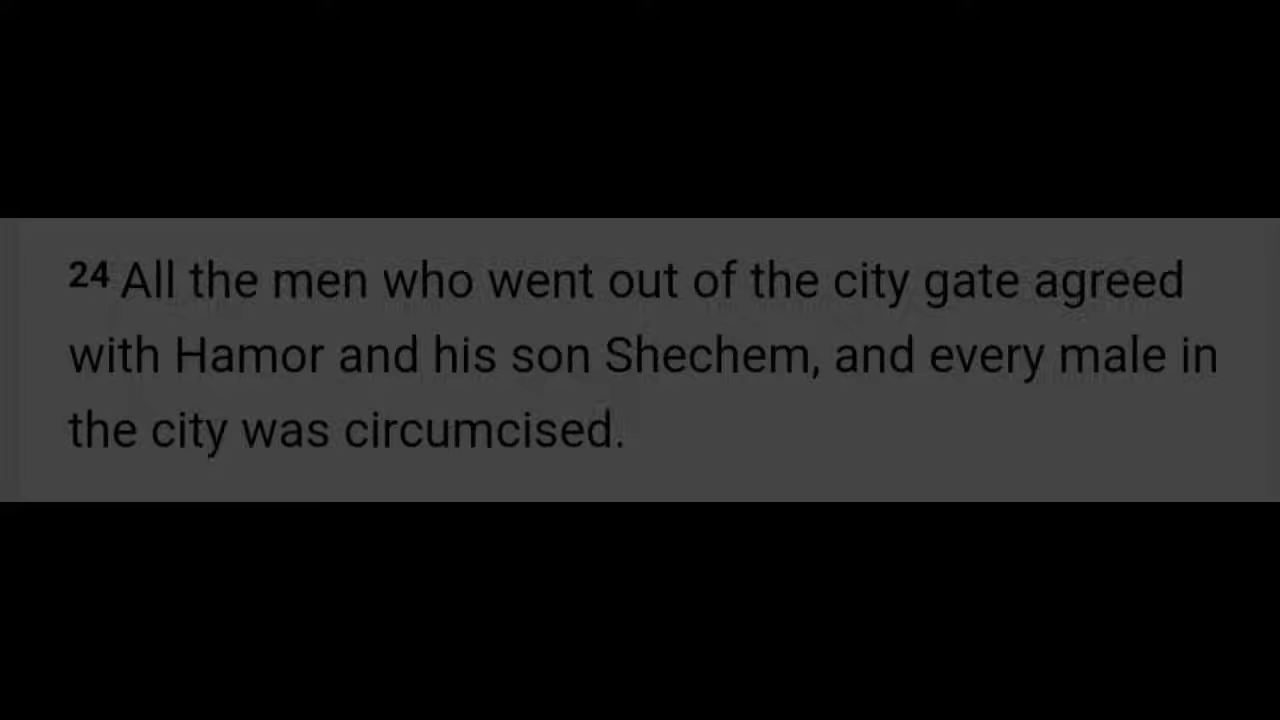 24 All the men who went out of the city gate agreed
with Hamor and his son Shechem, and every male in
the city was circumcised.